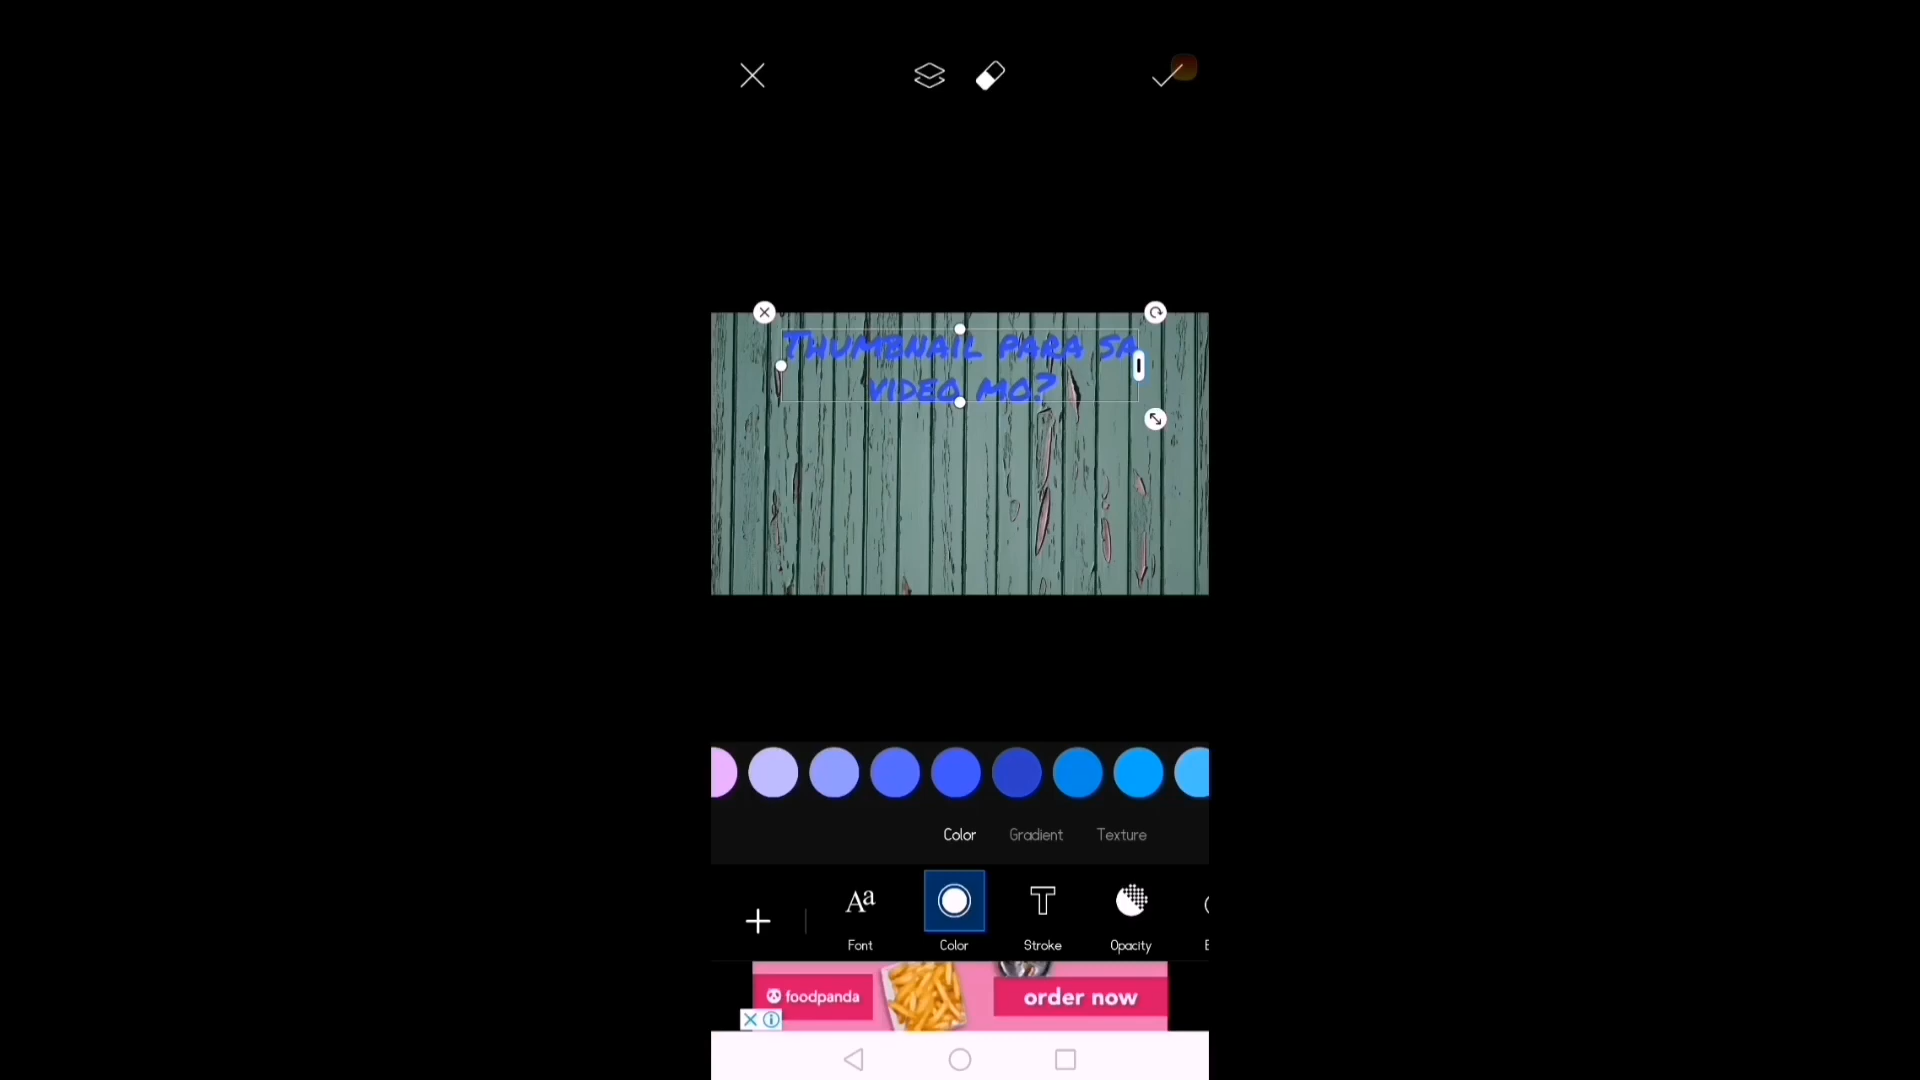 Thumbnail para sa
video mo?
Color Gradient Texture
Font Color Stroke Opacity
foodpanda order now